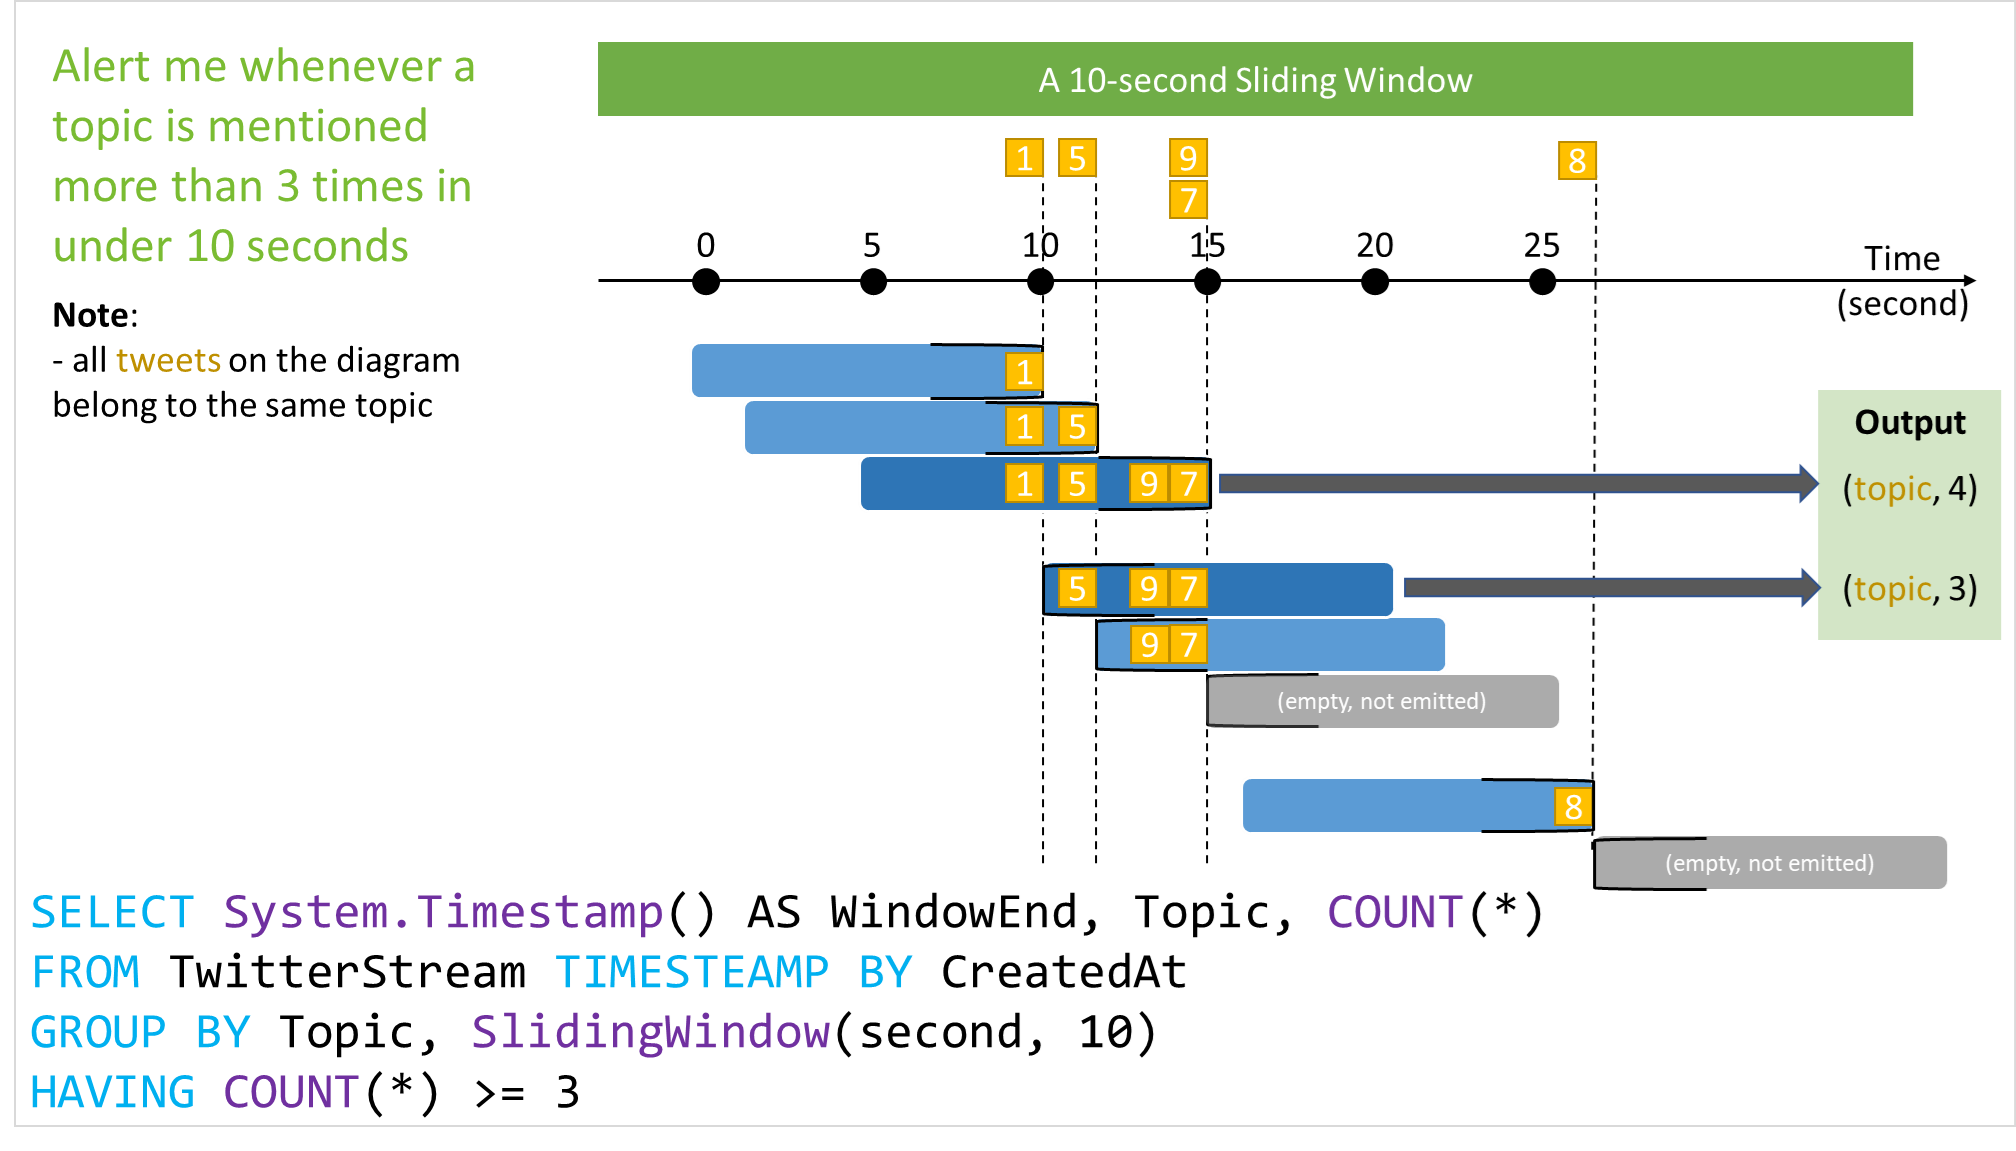 Alert me whenever a
topic is mentioned
more than 3 times in
under 10 seconds
Note:
- all tweets on the diagram
belong to the same topic
A 10-second Sliding Window
1 5 9 8
7
0 5 10 15 20 25
Time
(second)
1
1 5
1 5 9 7
5 9 7
9 7
(empty, not emitted)
8
(empty, not emitted)
Output
(topic, 4)
(topic, 3)
SELECT System.Timestamp() AS WindowEnd, Topic, COUNT(*)
FROM TwitterStream TIMESTEAMP BY CreatedAt
GROUP BY Topic, SlidingWindow(second, 10)
HAVING COUNT(*) >= 3